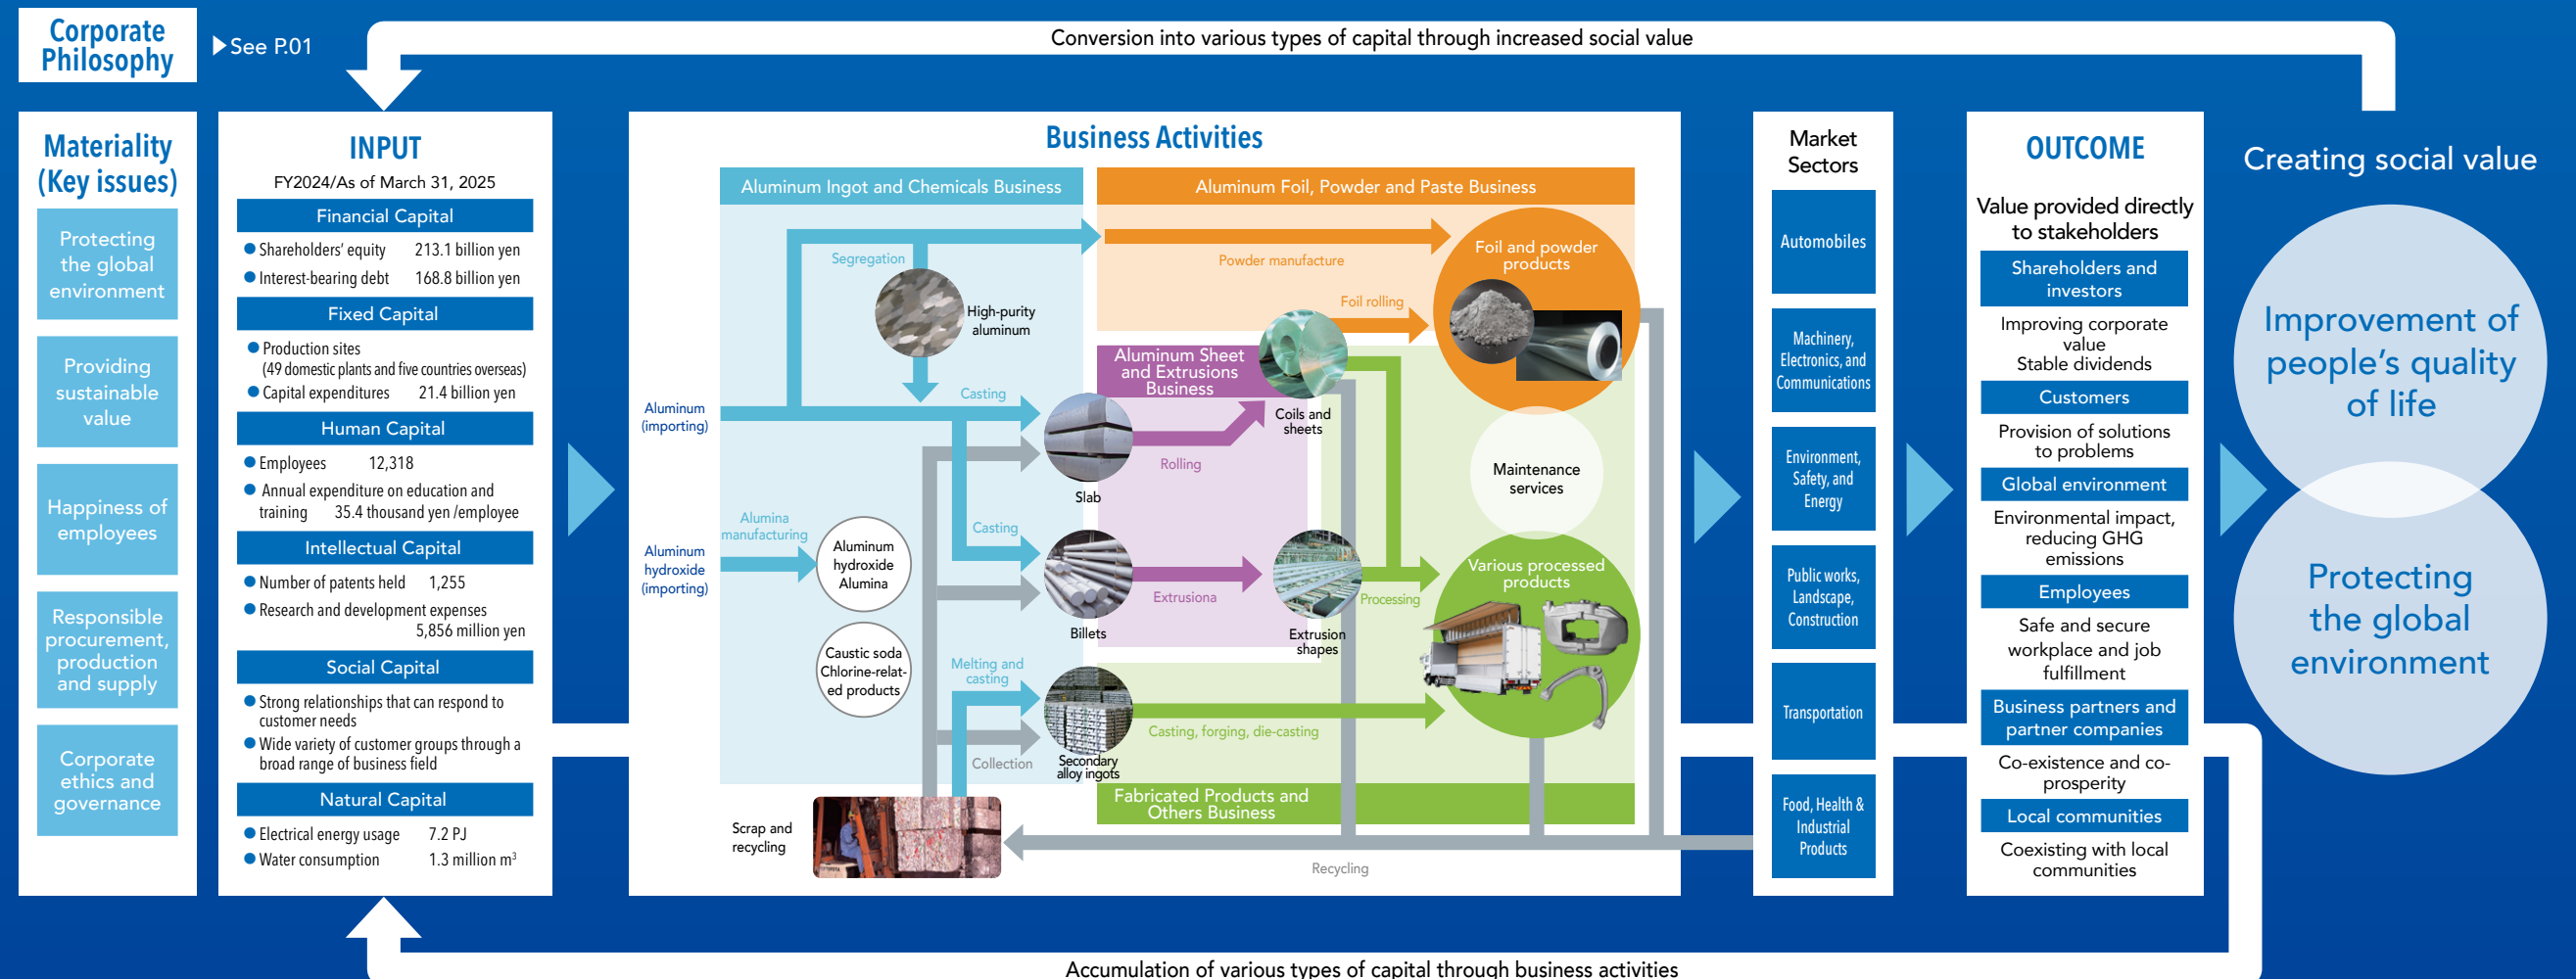 Corporate
Philosophy
See P.01
Conversion into various types of capital through increased social value
Materiality
(Key issues)
Protecting
the global
environment
Providing
sustainable
value
Happiness of
employees
Responsible
procurement,
production
and supply
Corporate
ethics and
governance
INPUT
FY2024/As of March 31, 2025
Financial Capital
Shareholders' equity 213.1 billion yen
Interest-bearing debt 168.8 billion yen
Fixed Capital
Production sites
(49 domestic plants and five countries overseas)
Capital expenditures 21.4 billion yen
Human Capital
Employees 12,318
Annual expenditure on education and
training 35.4 thousand yen /employee
Intellectual Capital
Number of patents held 1,255
Research and development expenses
5,856 million yen
Social Capital
Strong relationships that can respond to
customer needs
Wide variety of customer groups through a
broad range of business field
Natural Capital
Electrical energy usage 7.2 PJ
Water consumption 1.3 million m³
Business Activities
Aluminum Ingot and Chemicals Business
Aluminum Foil, Powder and Paste Business
Segregation
High-purity
aluminum
Powder manufacture
Foil rolling
Foil and powder
products
Aluminum Sheet
and Extrusions
Business
Coils and
sheets
Aluminum
(importing)
Casting
Slab
Rolling
Maintenance
services
Alumina
manufacturing
Aluminum
hydroxide
(importing)
Aluminum
hydroxide
Alumina
Casting
Billets
Extrusiona
Extrusion
shapes
Processing
Various processed
products
Caustic soda
Chlorine-relat-
ed products
Melting and
casting
Collection
Secondary
alloy ingots
Casting, forging, die-casting
Fabricated Products and
Others Business
Scrap and
recycling
Recycling
Market
Sectors
Automobiles
Machinery,
Electronics, and
Communications
Environment,
Safety, and
Energy
Public works,
Landscape,
Construction
Transportation
Food, Health &
Industrial
Products
OUTCOME
Value provided directly
to stakeholders
Shareholders and
investors
Improving corporate
value
Stable dividends
Customers
Provision of solutions
to problems
Global environment
Environmental impact,
reducing GHG
emissions
Employees
Safe and secure
workplace and job
fulfillment
Business partners and
partner companies
Co-existence and co-
prosperity
Local communities
Coexisting with local
communities
Creating social value
Improvement of
people's quality
of life
Protecting
the global
environment
Accumulation of various types of capital through business activities